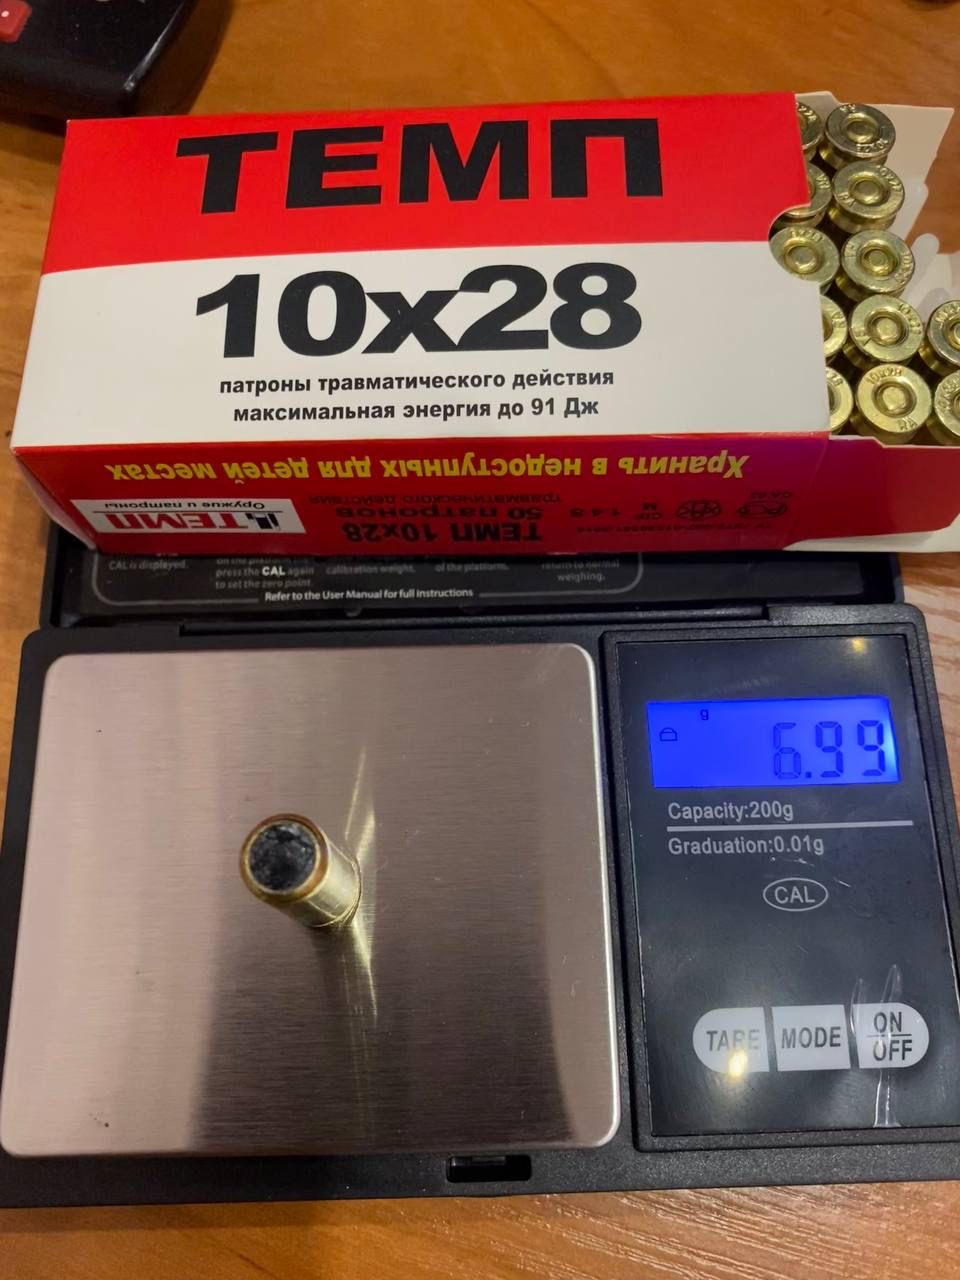 ТЕМП
10x28
патроны травматического действия
максимальная энергия до 91 Дж
Хранить в недоступных для детей местах
ТЕМП
Оружие и патроны
ТЕМП 10x28
50 патронов
травматического действия
1.4 S
CAL is displayed.
press the CAL again
to set the zero point.
calibration weight,
of the platform,
return to normal
weighing.
Refer to the User Manual for full instructions
g
6.99
Capacity:200g
Graduation:0.01g
CAL
TARE
MODE
ON
OFF
10x28